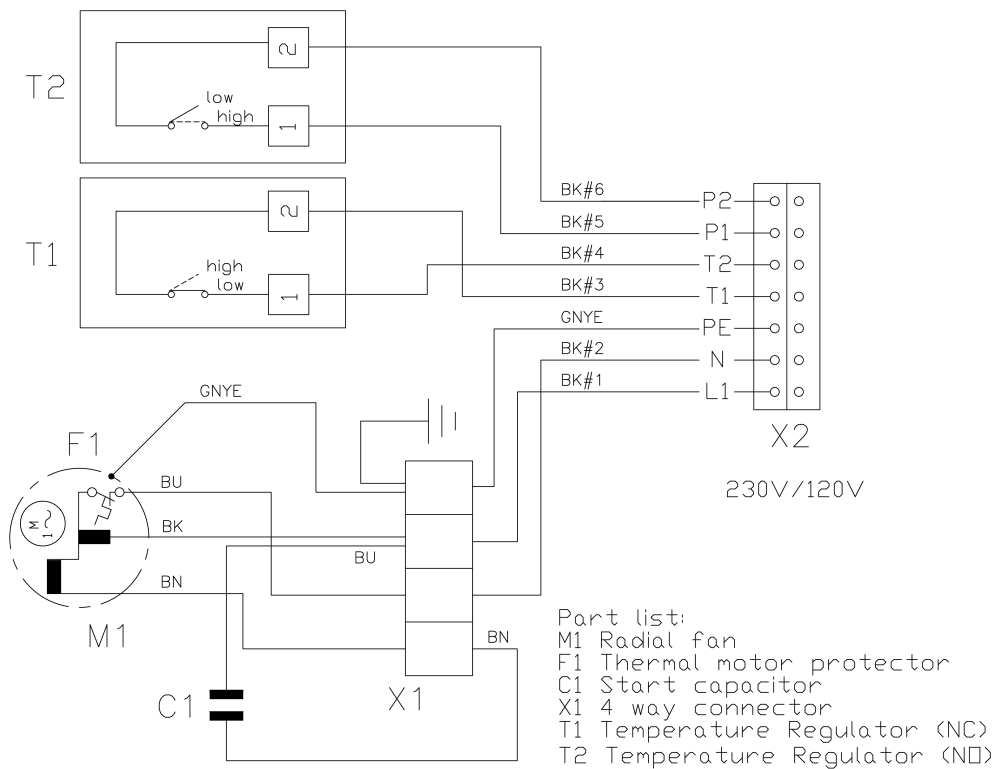 T2
2
low
high
1
T1
2
high
low
1
BK#6
P2
BK#5
P1
BK#4
T2
BK#3
T1
GNYE
PE
BK#2
N
BK#1
L1
X2
230V/120V
GNYE
F1
BU
M
1~
BK
BU
BN
M1
BN
C1
X1
Part list:
M1 Radial fan
F1 Thermal motor protector
C1 Start capacitor
X1 4 way connector
T1 Temperature Regulator (NC)
T2 Temperature Regulator (NO)